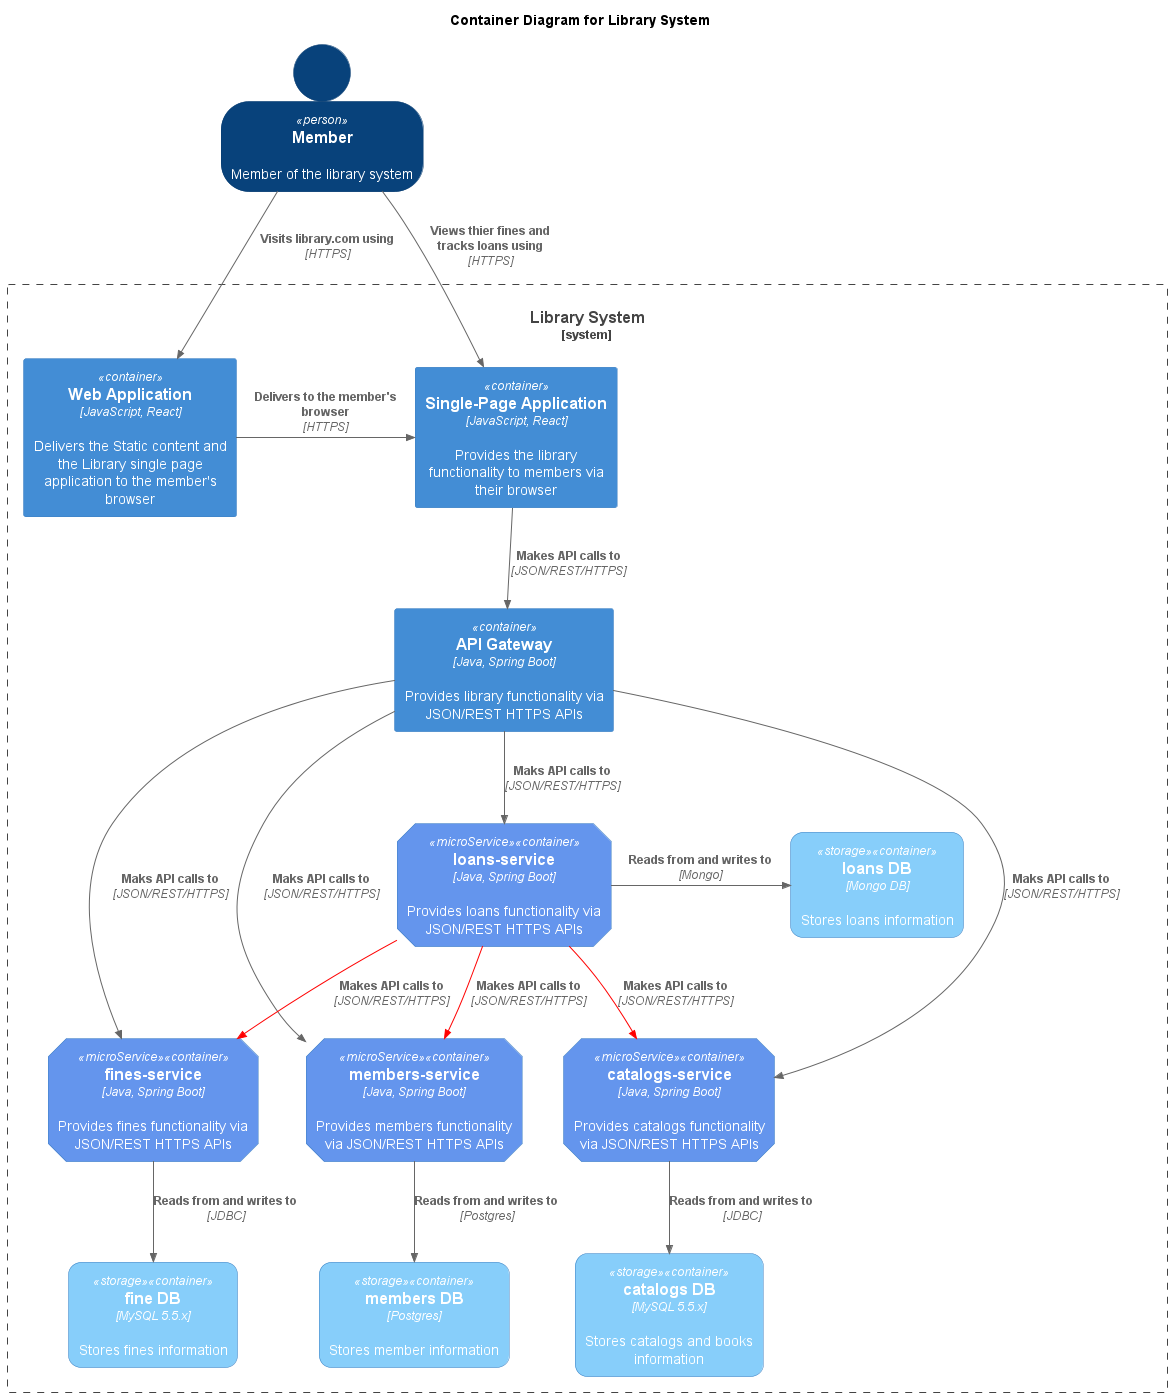 Container Diagram for Library System
«person»
Member
Member of the library system
Visits library.com using
[HTTPS]
Views thier fines and
tracks loans using
[HTTPS]
Library System
[system]
«container»
Web Application
[JavaScript, React]
Delivers the Static content and
the Library single page
application to the member's
browser
Delivers to the member's
browser
[HTTPS]
«container»
Single-Page Application
[JavaScript, React]
Provides the library
functionality to members via
their browser
Makes API calls to
[JSON/REST/HTTPS]
«container»
API Gateway
[Java, Spring Boot]
Provides library functionality via
JSON/REST HTTPS APIs
Maks API calls to
[JSON/REST/HTTPS]
«microService»«container»
loans-service
[Java, Spring Boot]
Provides loans functionality via
JSON/REST HTTPS APIs
Reads from and writes to
[Mongo]
«storage»«container»
loans DB
[Mongo DB]
Stores loans information
Maks API calls to
[JSON/REST/HTTPS]
Maks API calls to
[JSON/REST/HTTPS]
Maks API calls to
[JSON/REST/HTTPS]
Makes API calls to
[JSON/REST/HTTPS]
Makes API calls to
[JSON/REST/HTTPS]
Makes API calls to
[JSON/REST/HTTPS]
«microService»«container»
fines-service
[Java, Spring Boot]
Provides fines functionality via
JSON/REST HTTPS APIs
«microService»«container»
members-service
[Java, Spring Boot]
Provides members functionality
via JSON/REST HTTPS APIs
«microService»«container»
catalogs-service
[Java, Spring Boot]
Provides catalogs functionality
via JSON/REST HTTPS APIs
Reads from and writes to
[JDBC]
Reads from and writes to
[Postgres]
Reads from and writes to
[JDBC]
«storage»«container»
fine DB
[MySQL 5.5.x]
Stores fines information
«storage»«container»
members DB
[Postgres]
Stores member information
«storage»«container»
catalogs DB
[MySQL 5.5.x]
Stores catalogs and books
information